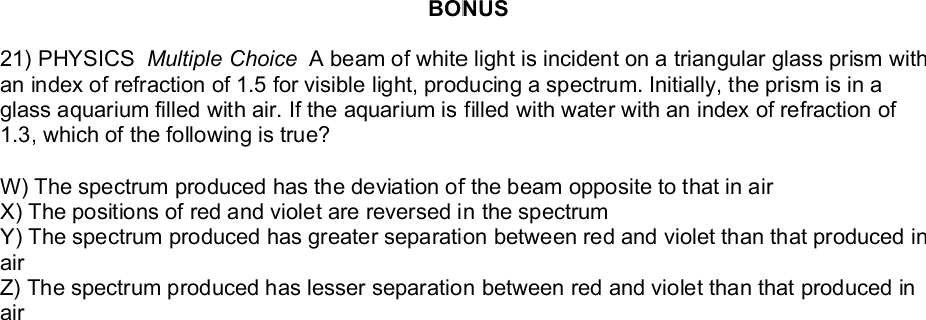 BONUS
21) PHYSICS Multiple Choice A beam of white light is incident on a triangular glass prism with
an index of refraction of 1.5 for visible light, producing a spectrum. Initially, the prism is in a
glass aquarium filled with air. If the aquarium is filled with water with an index of refraction of
1.3, which of the following is true?
W) The spectrum produced has the deviation of the beam opposite to that in air
X) The positions of red and violet are reversed in the spectrum
Y) The spectrum produced has greater separation between red and violet than that produced in
air
Z) The spectrum produced has lesser separation between red and violet than that produced in
air